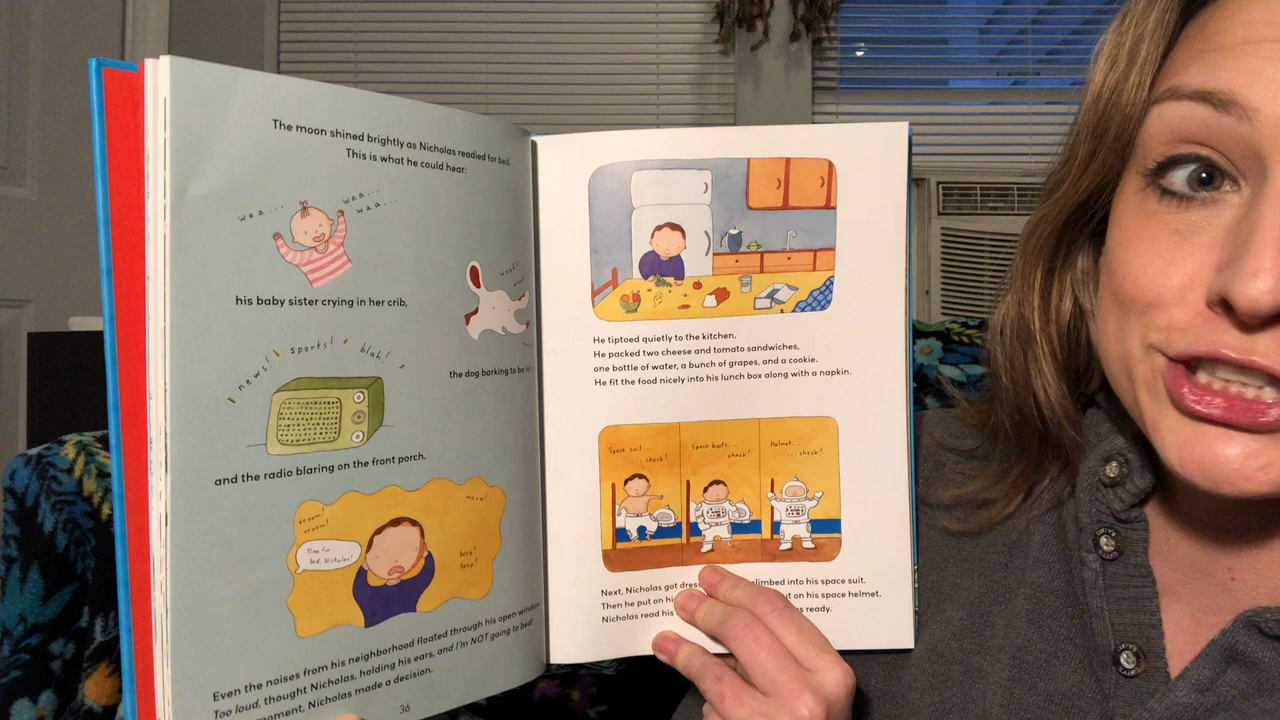 The moon shined brightly as Nicholas readied for bed.
This is what he could hear:
waa... waa...
waa...
his baby sister crying in her crib,
woof!
the dog barking to be
news! sports! blah!
and the radio blaring on the front porch.
meow!
vroom!
vroom!
Time for
bed, Nicholas!
beep!
beep!
Even the noises from his neighborhood floated through his open window.
Too loud, thought Nicholas, holding his ears, and I'm NOT going to bed!
moment, Nicholas made a decision.
36
He tiptoed quietly to the kitchen.
He packed two cheese and tomato sandwiches,
one bottle of water, a bunch of grapes, and a cookie.
He fit the food nicely into his lunch box along with a napkin.
Space suit...
...check!
Space boots...
...check!
Helmet...
...check!
Next, Nicholas got climbed into his space suit.
Then he put on on his space helmet.
Nicholas read his ready.